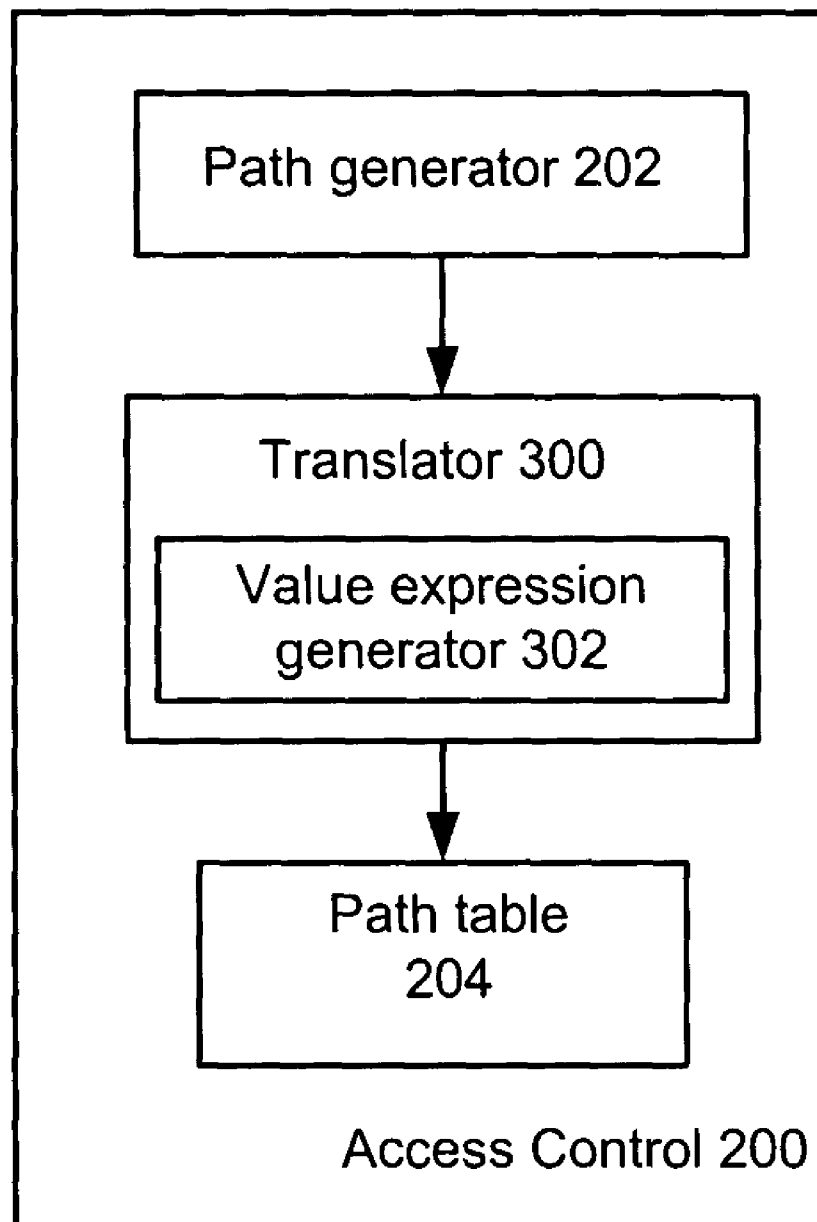 Path generator 202
Translator 300
Value expression
generator 302
Path table
204
Access Control 200